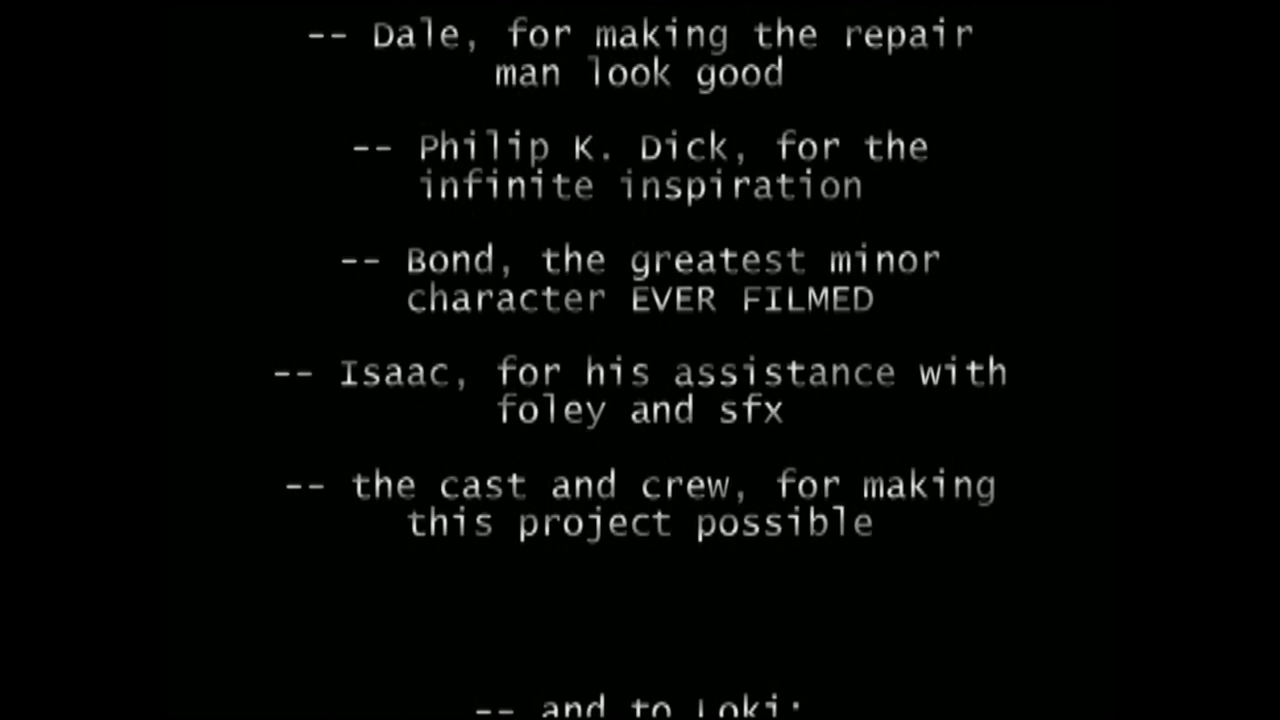 -- Dale, for making the repair
man look good
-- Philip K. Dick, for the
infinite inspiration
-- Bond, the greatest minor
character EVER FILMED
-- Isaac, for his assistance with
foley and sfx
-- the cast and crew, for making
this project possible
-- and to Loki: